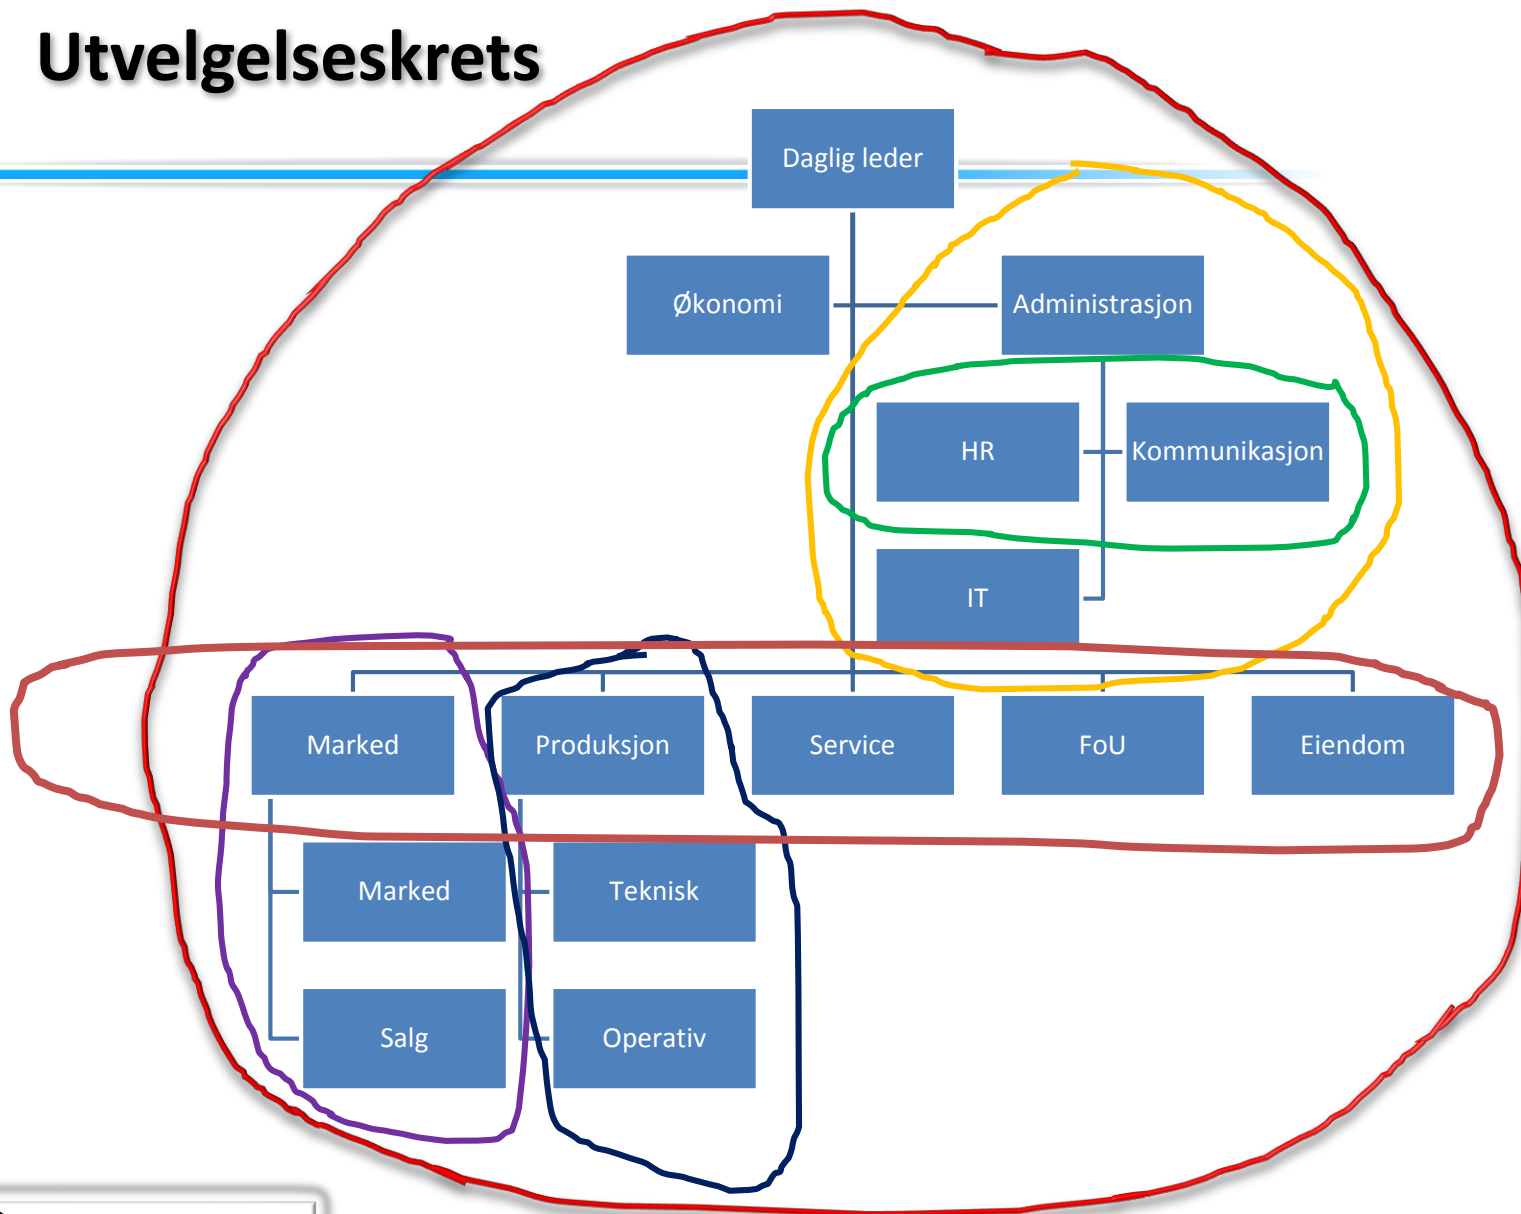 Utvelgelseskrets
Daglig leder
Økonomi
Administrasjon
HR
Kommunikasjon
IT
Marked
Produksjon
Service
FoU
Eiendom
Marked
Teknisk
Salg
Operativ